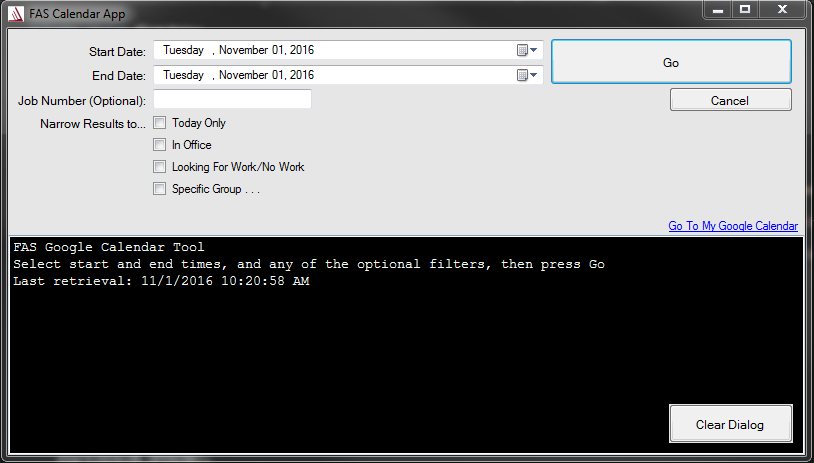 FAS Calendar App
Start Date: Tuesday , November 01, 2016
Go
End Date: Tuesday , November 01, 2016
Job Number (Optional):
Cancel
Narrow Results to... Today Only
In Office
Looking For Work/No Work
Specific Group . . .
Go To My Google Calendar
FAS Google Calendar Tool
Select start and end times, and any of the optional filters, then press Go
Last retrieval: 11/1/2016 10:20:58 AM
Clear Dialog